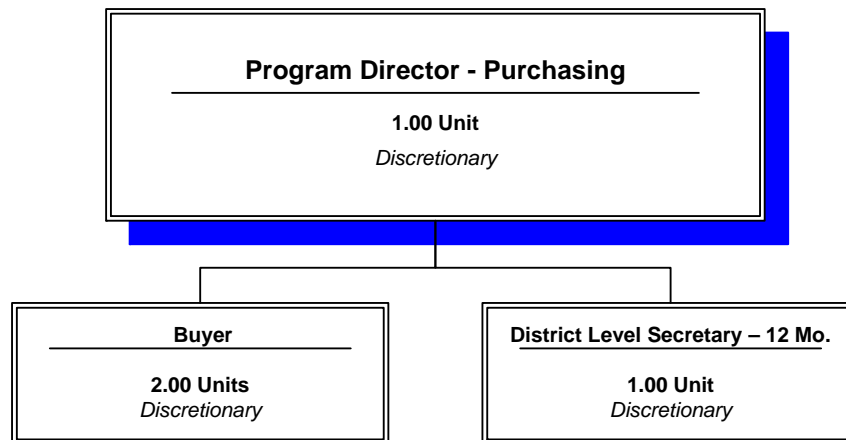 Program Director - Purchasing
1.00 Unit
Discretionary
Buyer
2.00 Units
Discretionary
District Level Secretary – 12 Mo.
1.00 Unit
Discretionary